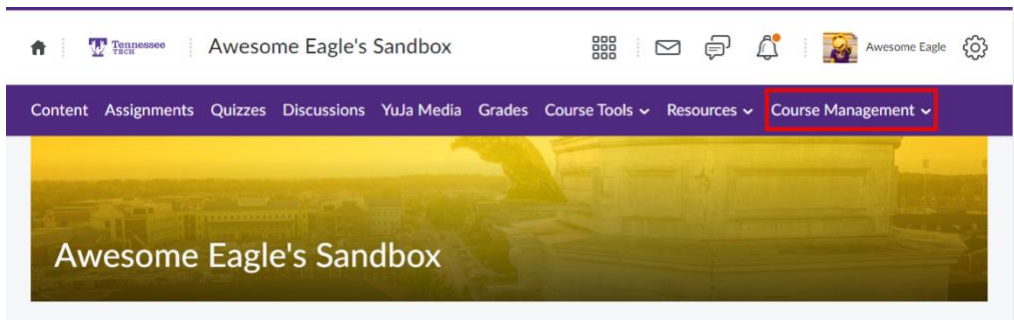 Tennessee TECH Awesome Eagle's Sandbox Awesome Eagle
Content Assignments Quizzes Discussions YuJa Media Grades Course Tools Resources Course Management
Awesome Eagle's Sandbox